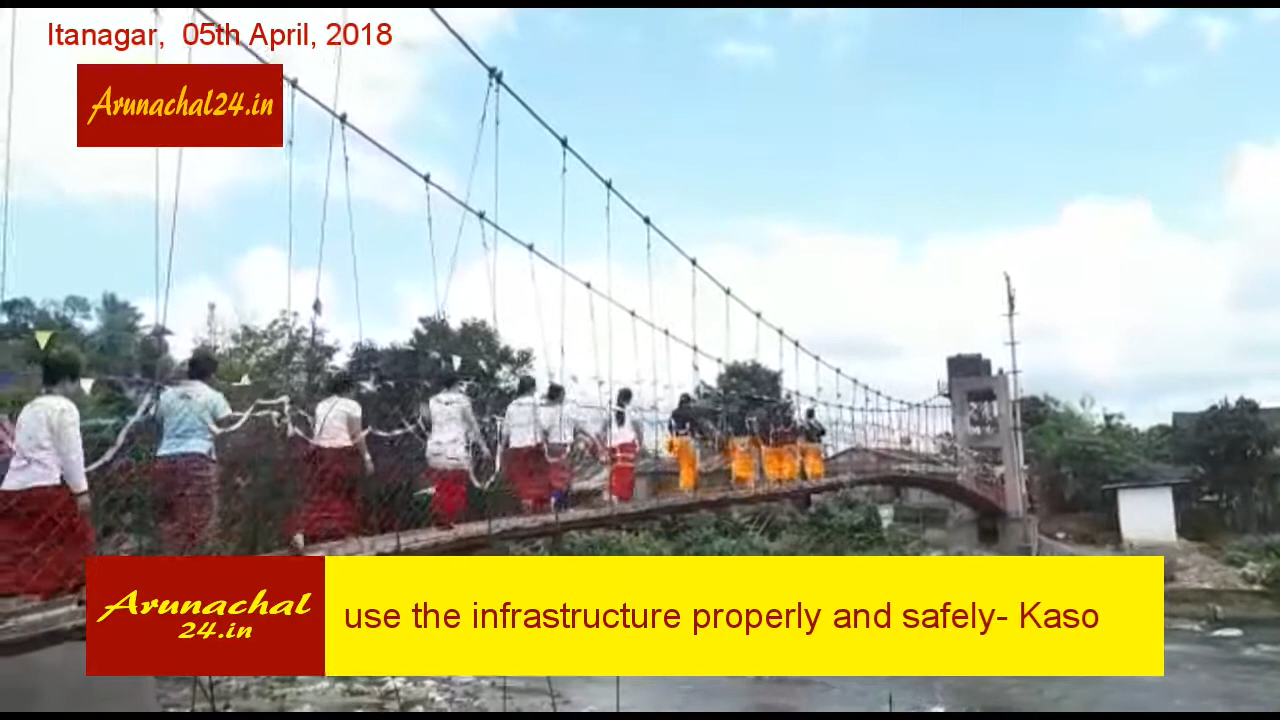 Itanagar,  05th April, 2018
Arunachal24.in
Arunachal
24.in
use the infrastructure properly and safely- Kaso